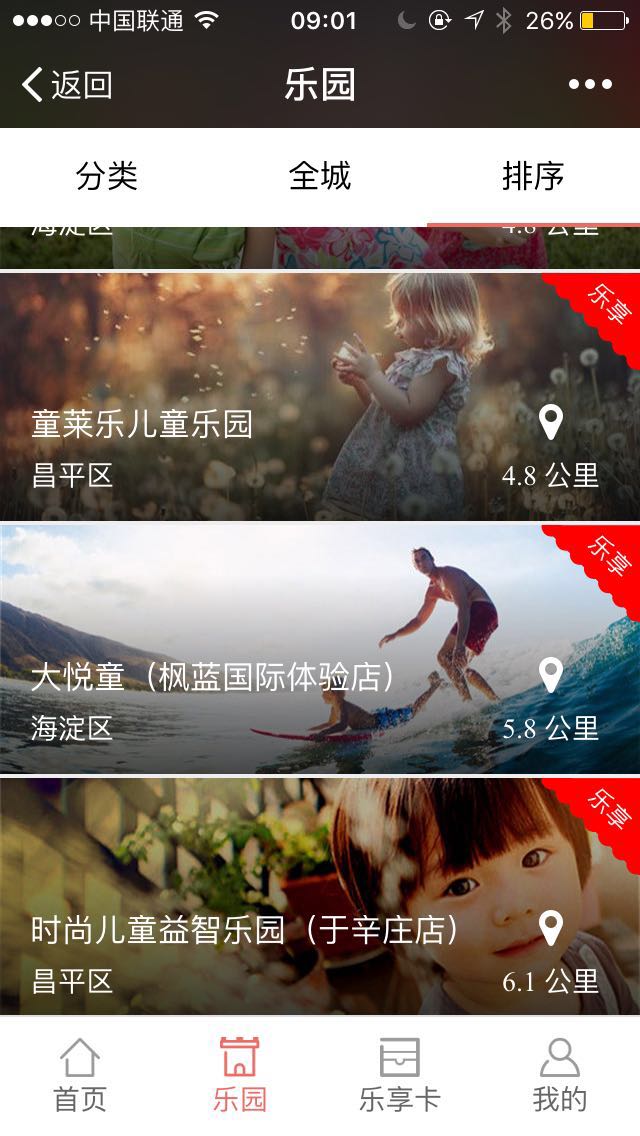 中国联通 09:01 26%
返回 乐园
分类 全城 排序
海淀区 4.8 公里
乐享
童莱乐儿童乐园
昌平区 4.8 公里
乐享
大悦童（枫蓝国际体验店）
海淀区 5.8 公里
乐享
时尚儿童益智乐园（于辛庄店）
昌平区 6.1 公里
首页 乐园 乐享卡 我的